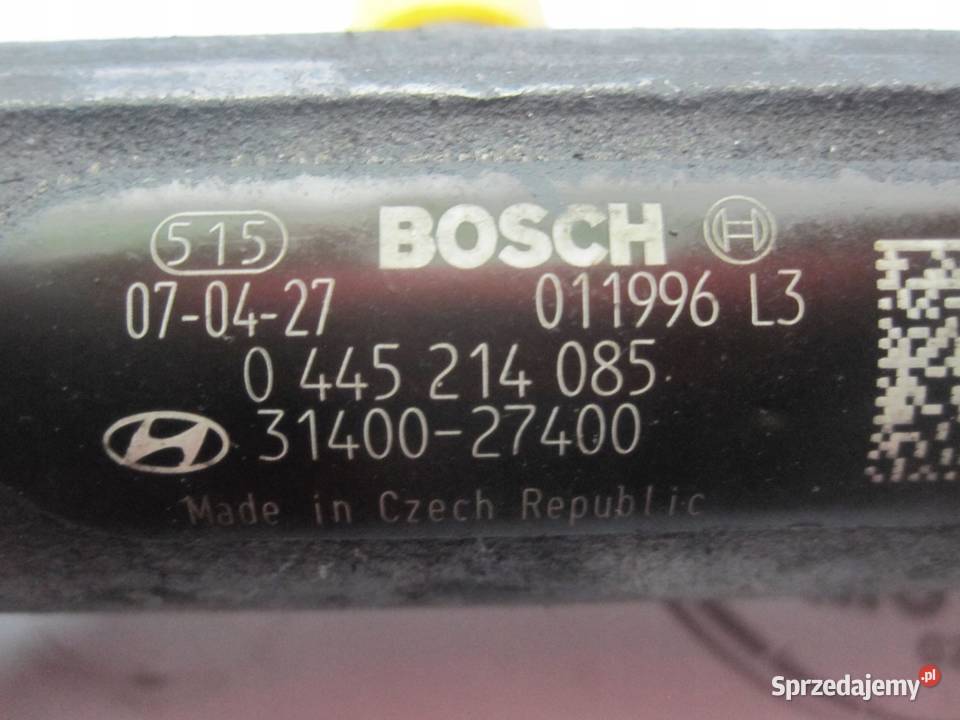 515 BOSCH
07-04-27 011996 L3
0 445 214 085
31400-27400
Made in Czech Republic
Sprzedajemy.pl